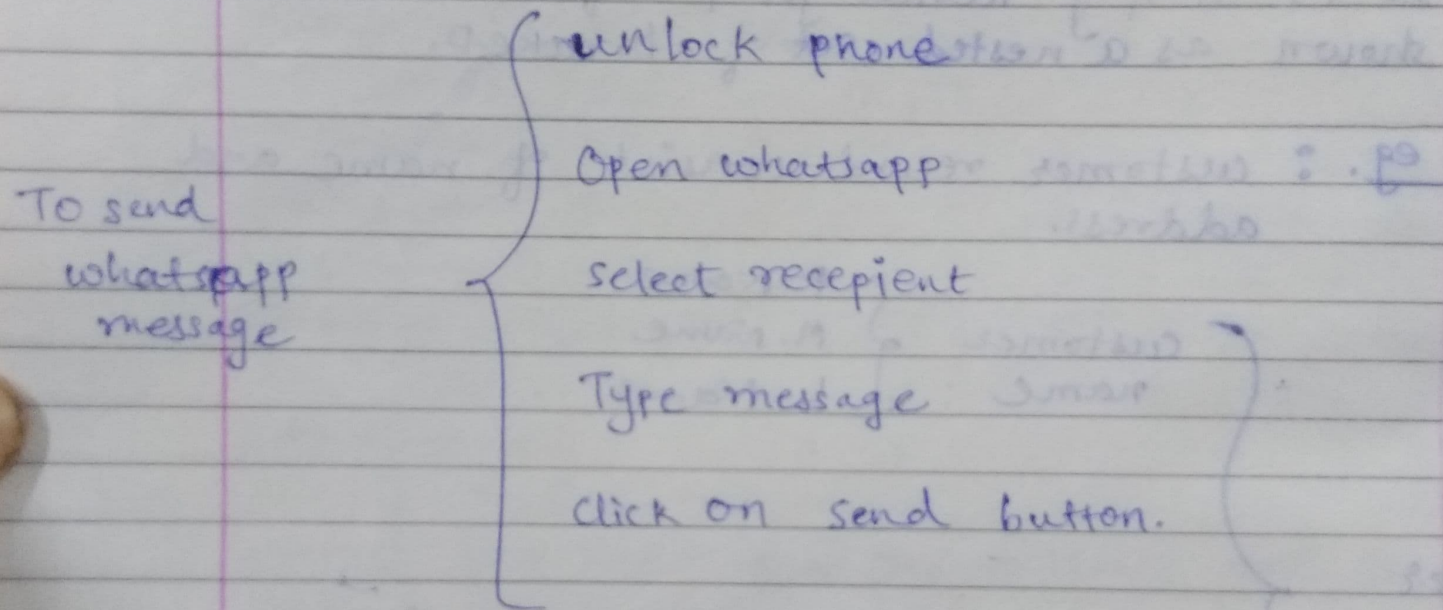 To send
whatsapp
message
unlock phone
Open whatsapp
select recepient
Type message
click on send button.